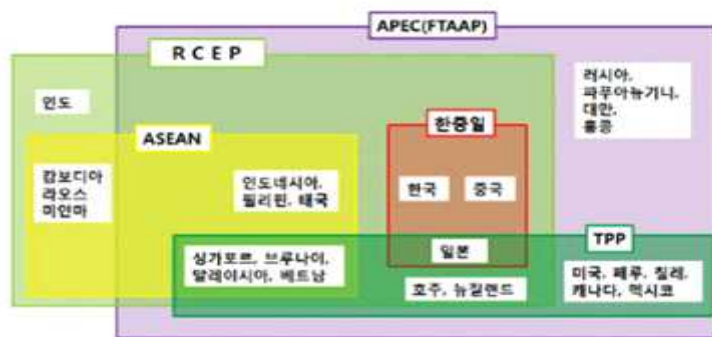 APEC(FTAAP)
R C E P
인도
러시아,
파푸아뉴기니,
대만,
홍콩
ASEAN
한중일
캄보디아
라오스
미얀마
인도네시아,
필리핀, 태국
한국
중국
싱가포르, 브루나이,
말레이시아, 베트남
일본
TPP
호주, 뉴질랜드
미국, 페루, 칠레,
캐나다, 멕시코